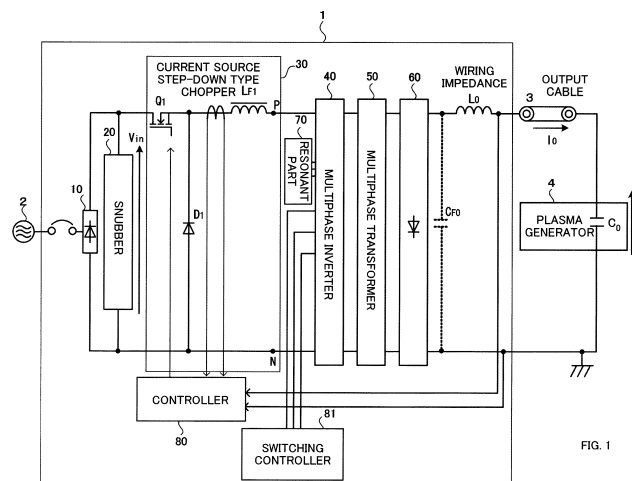 1
CURRENT SOURCE
STEP-DOWN TYPE
CHOPPER
30
LF1
Q1
P
40
50
60
WIRING
IMPEDANCE
L0
OUTPUT
CABLE
3
I0
20
Vin
70
RESONANT
PART
MULTIPHASE INVERTER
MULTIPHASE TRANSFORMER
10
2
SNUBBER
D1
CF0
4
PLASMA
GENERATOR
C0
N
CONTROLLER
80
81
SWITCHING
CONTROLLER
FIG. 1